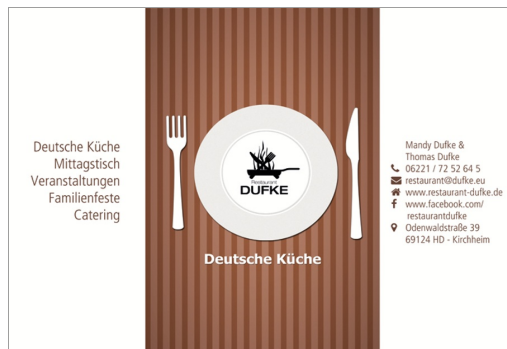 Deutsche Küche
Mittagstisch
Veranstaltungen
Familienfeste
Catering
Restaurant
DUFKE
Deutsche Küche
Mandy Dufke &
Thomas Dufke
06221 / 72 52 64 5
restaurant@dufke.eu
www.restaurant-dufke.de
www.facebook.com/
restaurantdufke
Odenwaldstraße 39
69124 HD - Kirchheim